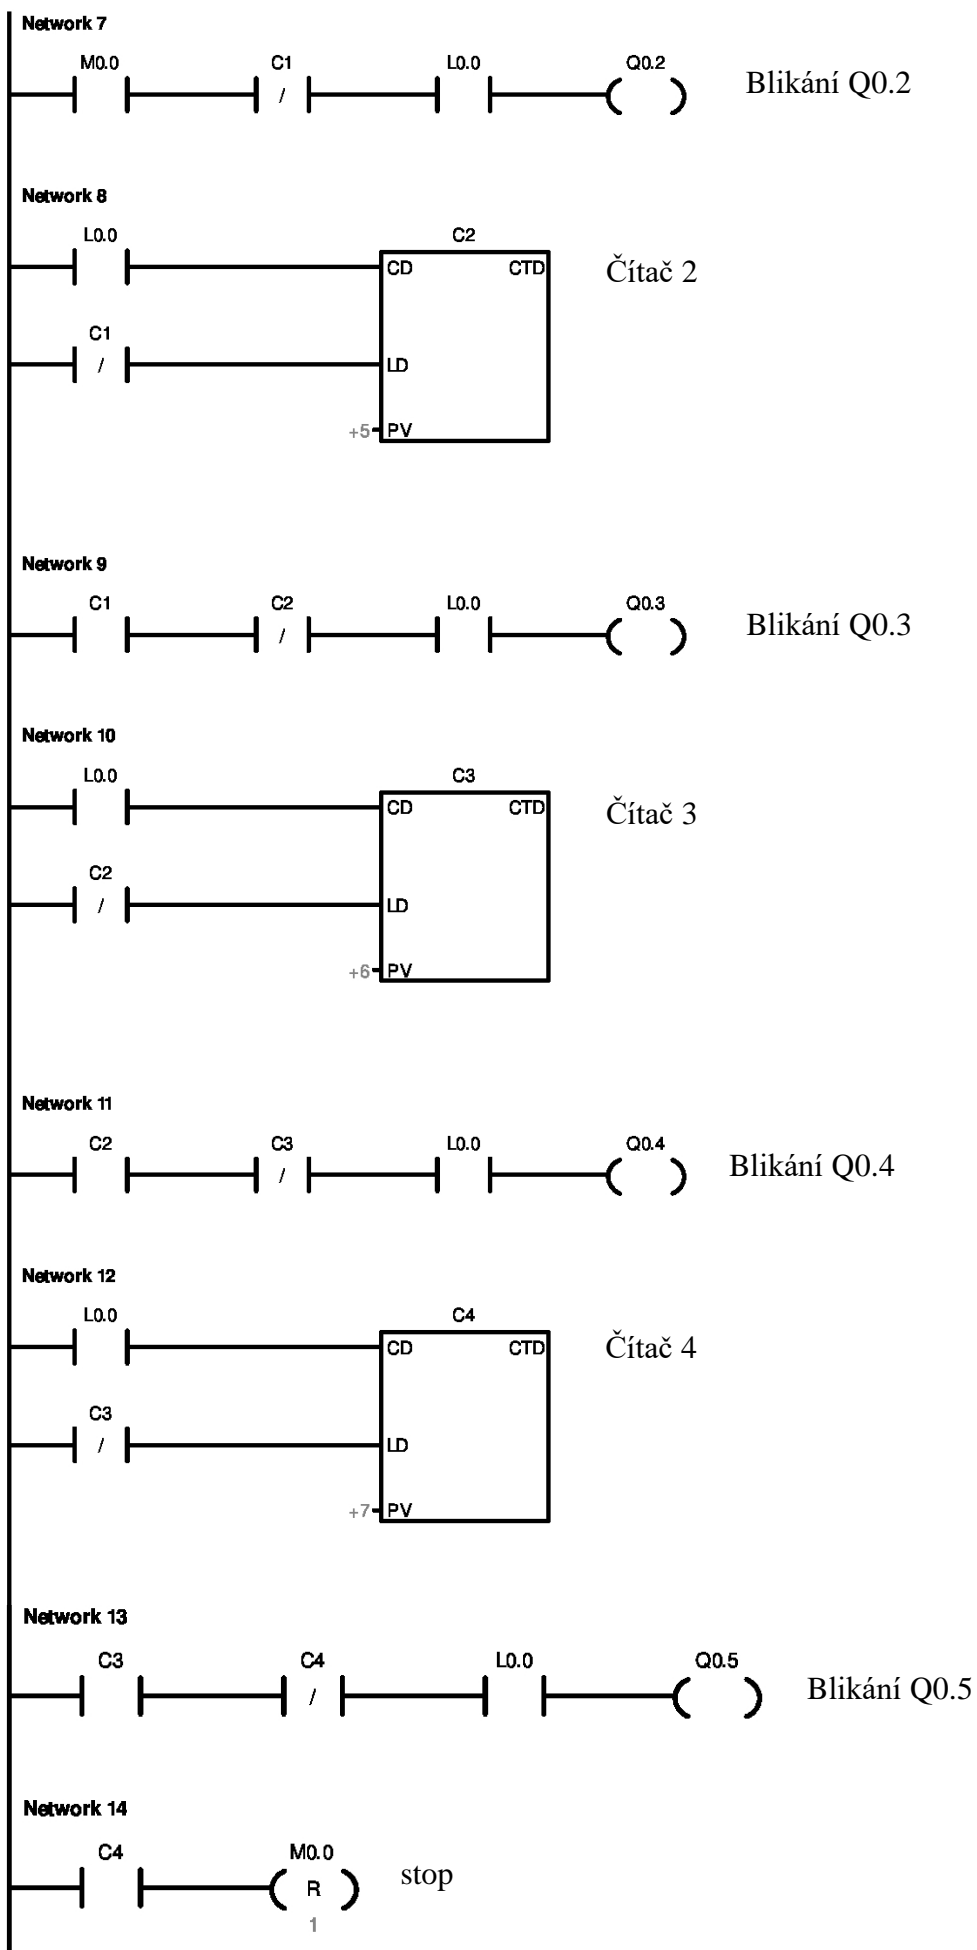 Network 7
M0.0 C1 L0.0 Q0.2
/ Blikání Q0.2
Network 8
L0.0 C2
CD CTD Čítač 2
C1
/ LD
+5 PV
Network 9
C1 C2 L0.0 Q0.3
/ Blikání Q0.3
Network 10
L0.0 C3
CD CTD Čítač 3
C2
/ LD
+6 PV
Network 11
C2 C3 L0.0 Q0.4
/ Blikání Q0.4
Network 12
L0.0 C4
CD CTD Čítač 4
C3
/ LD
+7 PV
Network 13
C3 C4 L0.0 Q0.5
/ Blikání Q0.5
Network 14
C4 M0.0
R stop
1